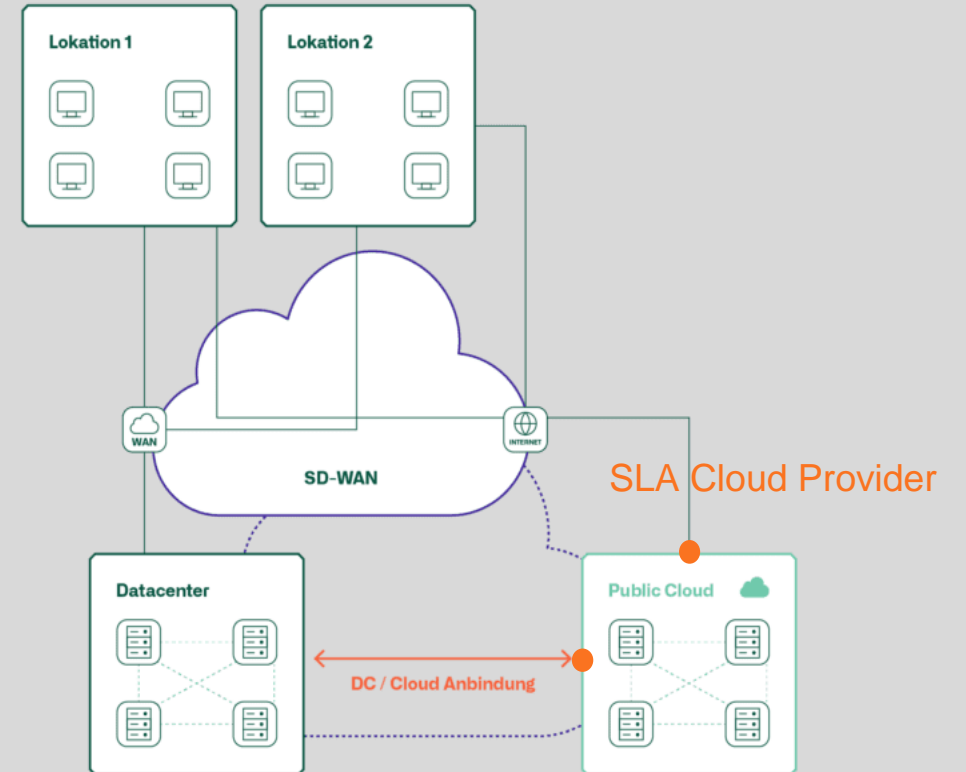 Lokation 1
Lokation 2
WAN
INTERNET
SD-WAN
SLA Cloud Provider
Datacenter
Public Cloud
DC / Cloud Anbindung